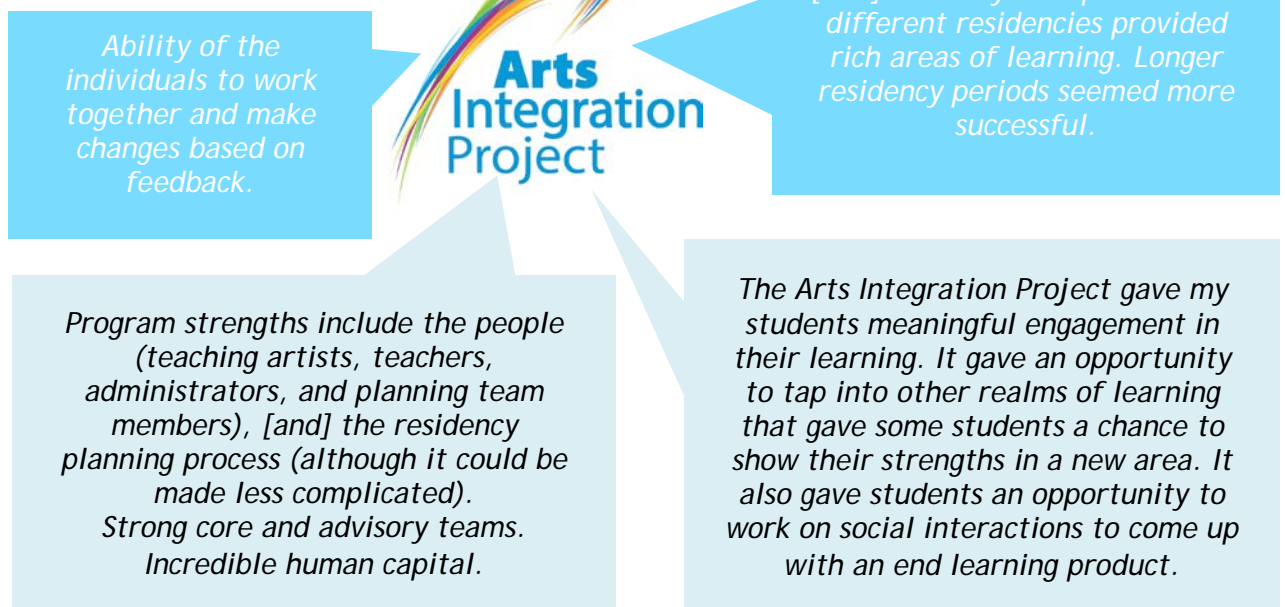 Ability of the
individuals to work
together and make
changes based on
feedback.
Arts
Integration
Project
different residencies provided
rich areas of learning. Longer
residency periods seemed more
successful.
Program strengths include the people
(teaching artists, teachers,
administrators, and planning team
members), [and] the residency
planning process (although it could be
made less complicated).
Strong core and advisory teams.
Incredible human capital.
The Arts Integration Project gave my
students meaningful engagement in
their learning. It gave an opportunity
to tap into other realms of learning
that gave some students a chance to
show their strengths in a new area. It
also gave students an opportunity to
work on social interactions to come up
with an end learning product.